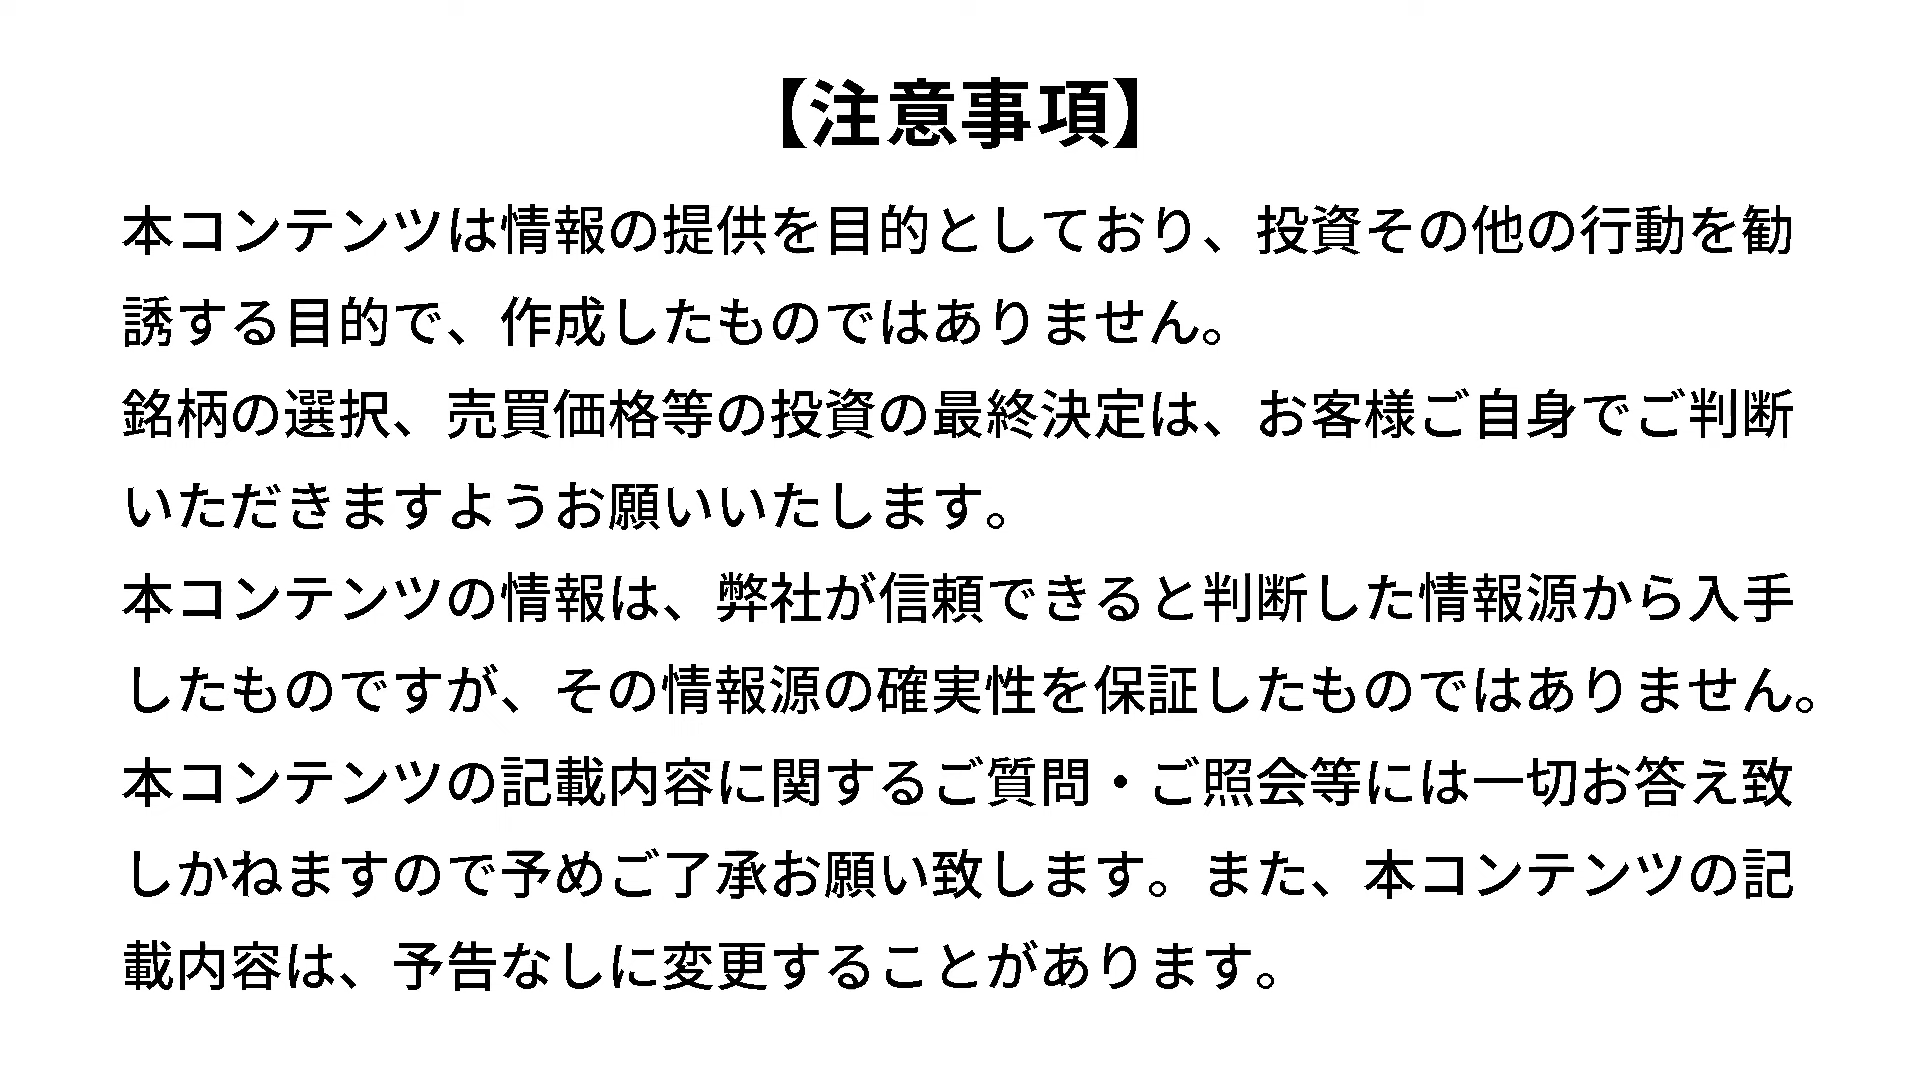 【注意事項】
本コンテンツは情報の提供を目的としており、投資その他の行動を勧
誘する目的で、作成したものではありません。
銘柄の選択、売買価格等の投資の最終決定は、お客様ご自身でご判断
いただきますようお願いいたします。
本コンテンツの情報は、弊社が信頼できると判断した情報源から入手
したものですが、その情報源の確実性を保証したものではありません。
本コンテンツの記載内容に関するご質問・ご照会等には一切お答え致
しかねますので予めご了承お願い致します。また、本コンテンツの記
載内容は、予告なしに変更することがあります。